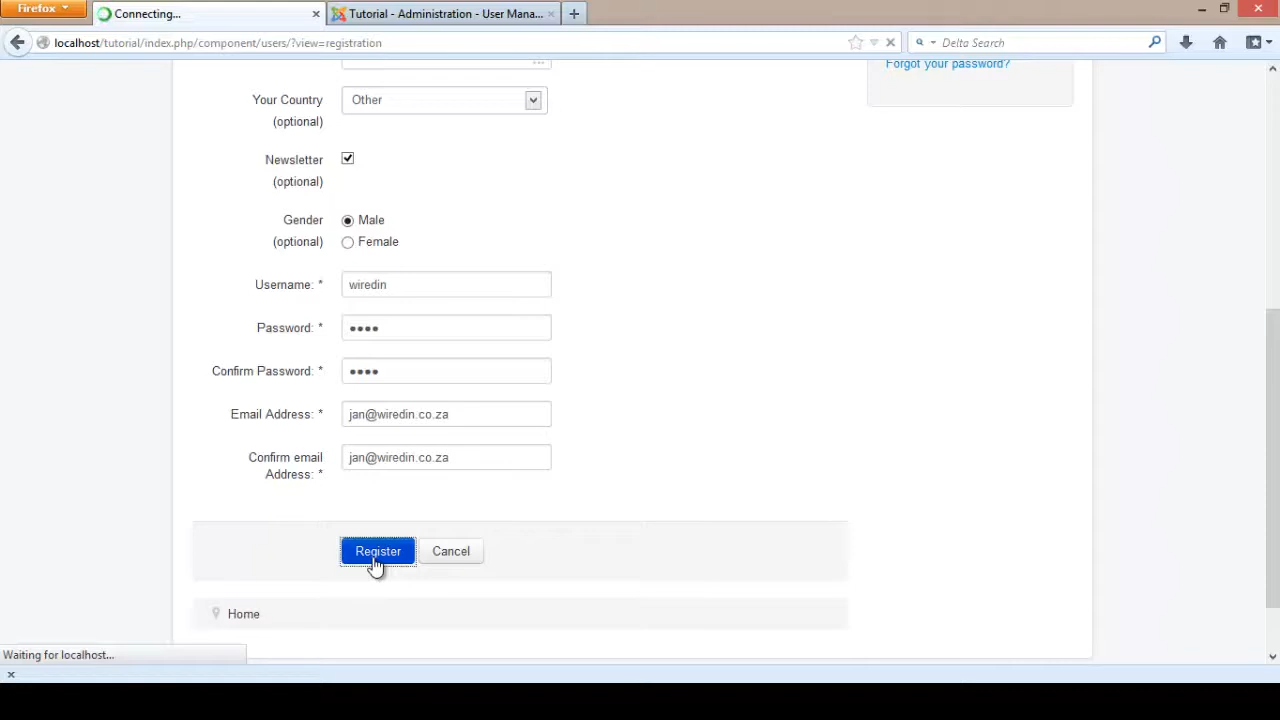 Firefox
Connecting...
Tutorial - Administration - User Mana...
localhost/tutorial/index.php/component/users/?view=registration
Delta Search
Forgot your password?
Your Country
(optional)
Other
Newsletter
(optional)
Gender
(optional)
Male
Female
Username: *
wiredin
Password: *
••••
Confirm Password: *
••••
Email Address: *
jan@wiredin.co.za
Confirm email
Address: *
jan@wiredin.co.za
Register
Cancel
Home
Waiting for localhost...